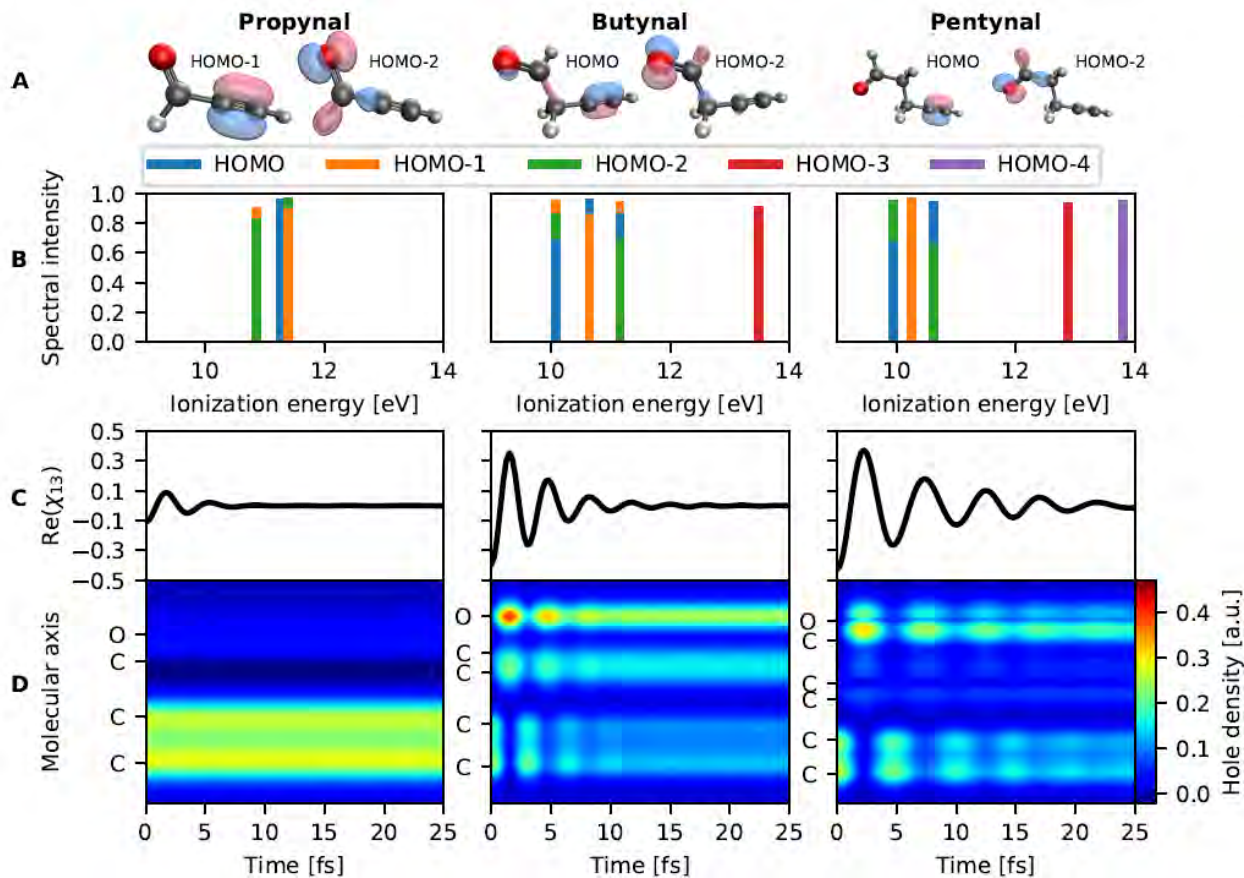 Propynal Butynal Pentynal
A HOMO-1 HOMO-2 HOMO HOMO-2 HOMO HOMO-2
HOMO HOMO-1 HOMO-2 HOMO-3 HOMO-4
B Spectral intensity
1.0
0.8
0.6
0.4
0.2
0.0
10 12 14 10 12 14 10 12 14
Ionization energy [eV] Ionization energy [eV] Ionization energy [eV]
C Re(χ13)
0.5
0.3
0.1
−0.1
−0.3
−0.5
D Molecular axis
O
C
C
C
O
C
C
C
C
O
C
C
C
C
C
0.4
0.3
0.2
0.1
0.0
Hole density [a.u.]
0 5 10 15 20 25 0 5 10 15 20 25 0 5 10 15 20 25
Time [fs] Time [fs] Time [fs]